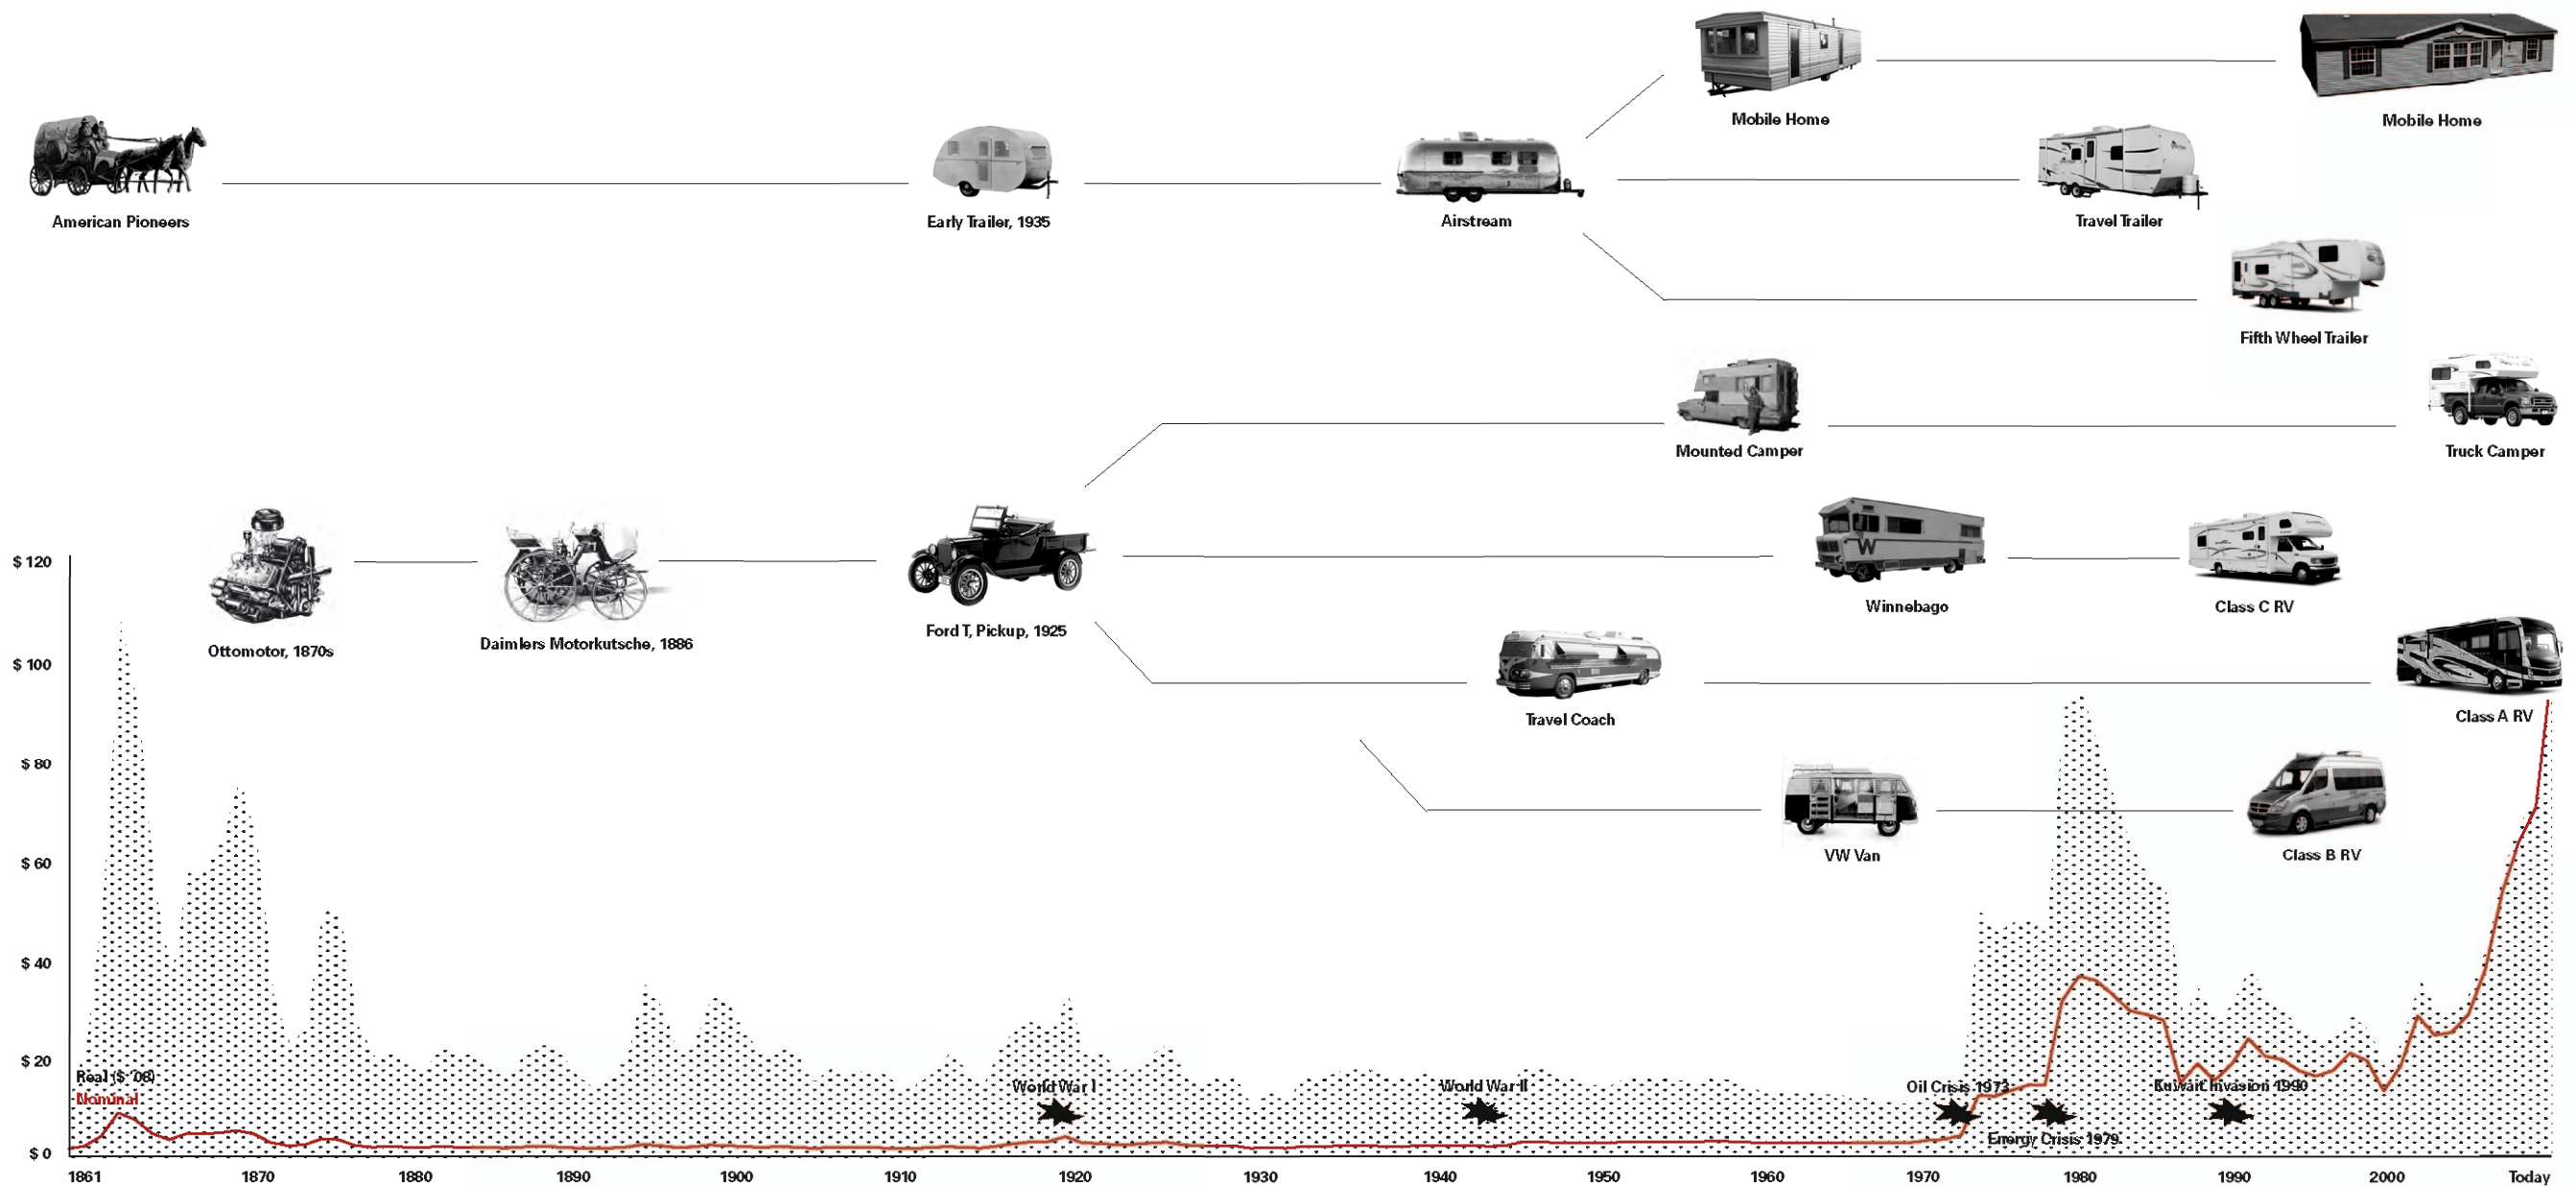 Mobile Home
Mobile Home
American Pioneers
Early Trailer, 1935
Airstream
Travel Trailer
Fifth Wheel Trailer
Mounted Camper
Truck Camper
Ottomotor, 1870s
Daimlers Motorkutsche, 1886
Ford T, Pickup, 1925
Winnebago
Class C RV
Travel Coach
Class A RV
VW Van
Class B RV
$ 120
$ 100
$ 80
$ 60
$ 40
$ 20
$ 0
Real ($ '08)
Nominal
World War I
World War II
Oil Crisis 1973
Energy Crisis 1979
Kuwait Invasion 1990
W
1861 1870 1880 1890 1900 1910 1920 1930 1940 1950 1960 1970 1980 1990 2000 Today